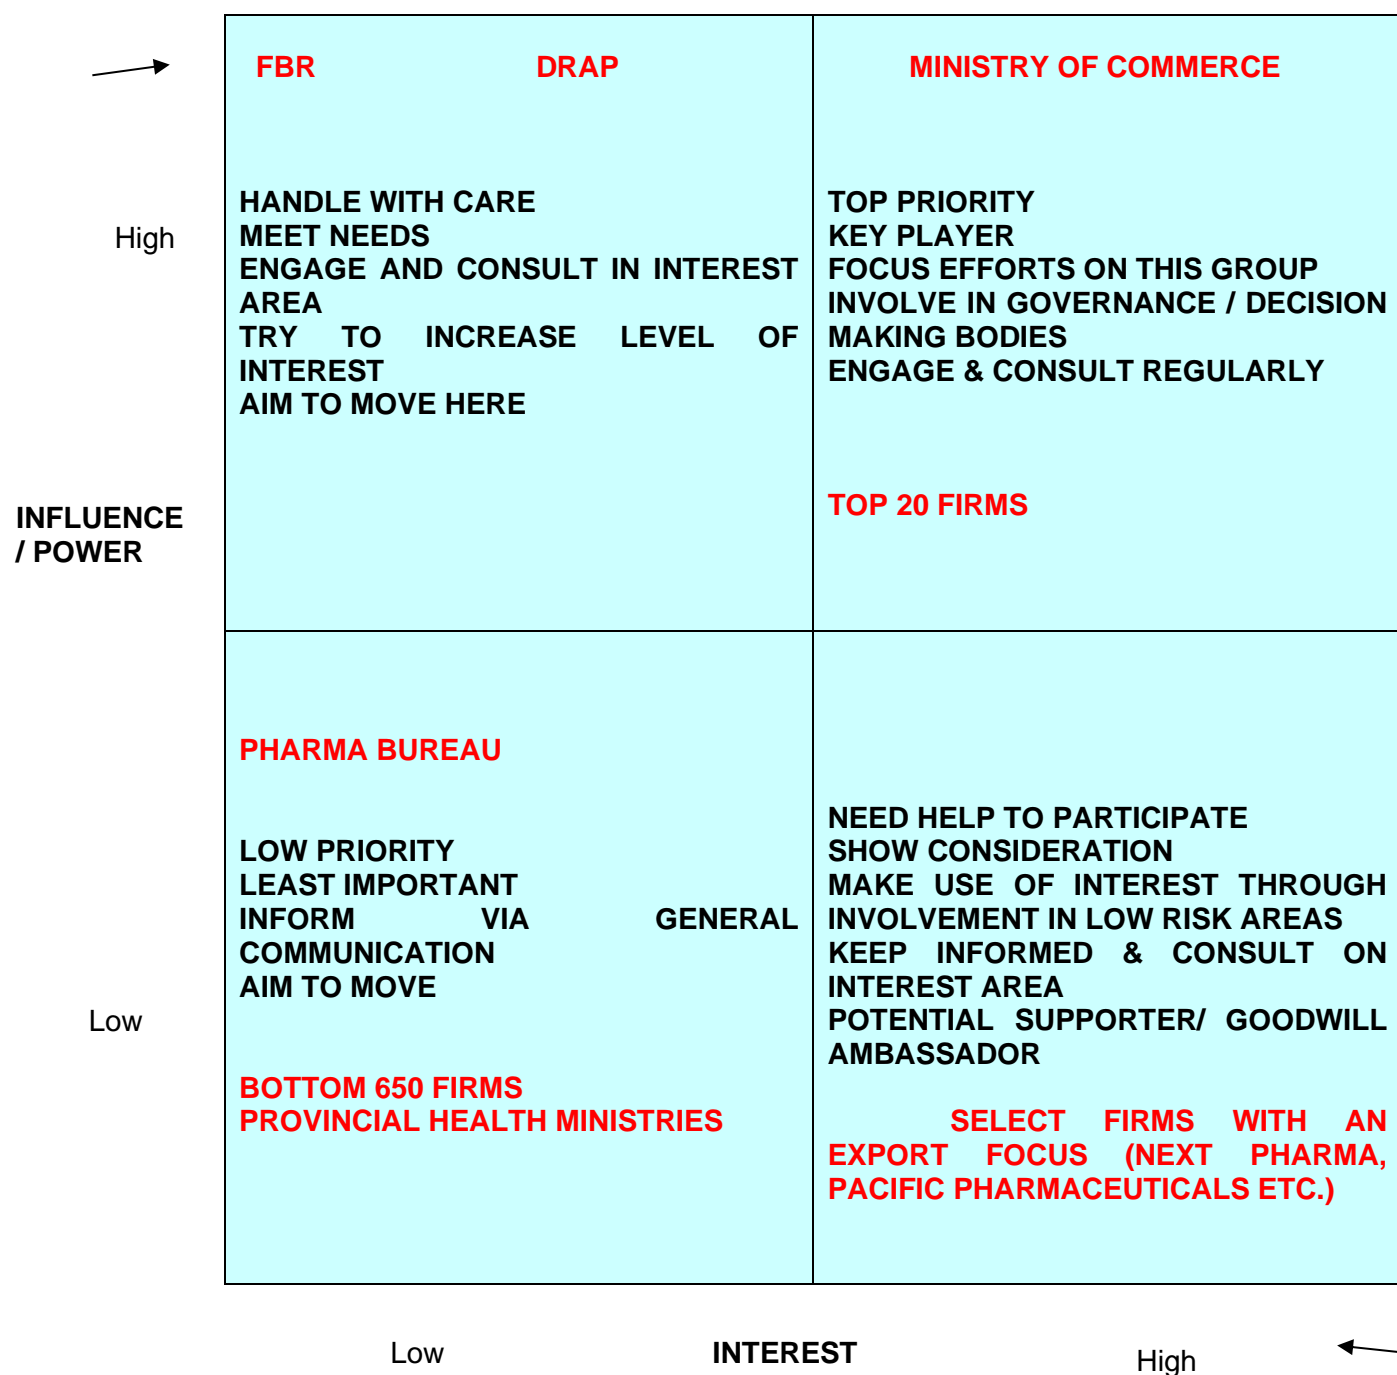 FBR DRAP
HANDLE WITH CARE
MEET NEEDS
ENGAGE AND CONSULT IN INTEREST
AREA
TRY TO INCREASE LEVEL OF
INTEREST
AIM TO MOVE HERE
MINISTRY OF COMMERCE
TOP PRIORITY
KEY PLAYER
FOCUS EFFORTS ON THIS GROUP
INVOLVE IN GOVERNANCE / DECISION
MAKING BODIES
ENGAGE & CONSULT REGULARLY
TOP 20 FIRMS
High
INFLUENCE
/ POWER
PHARMA BUREAU
LOW PRIORITY
LEAST IMPORTANT
INFORM VIA GENERAL
COMMUNICATION
AIM TO MOVE
BOTTOM 650 FIRMS
PROVINCIAL HEALTH MINISTRIES
NEED HELP TO PARTICIPATE
SHOW CONSIDERATION
MAKE USE OF INTEREST THROUGH
INVOLVEMENT IN LOW RISK AREAS
KEEP INFORMED & CONSULT ON
INTEREST AREA
POTENTIAL SUPPORTER/ GOODWILL
AMBASSADOR
SELECT FIRMS WITH AN
EXPORT FOCUS (NEXT PHARMA,
PACIFIC PHARMACEUTICALS ETC.)
Low
Low
INTEREST
High